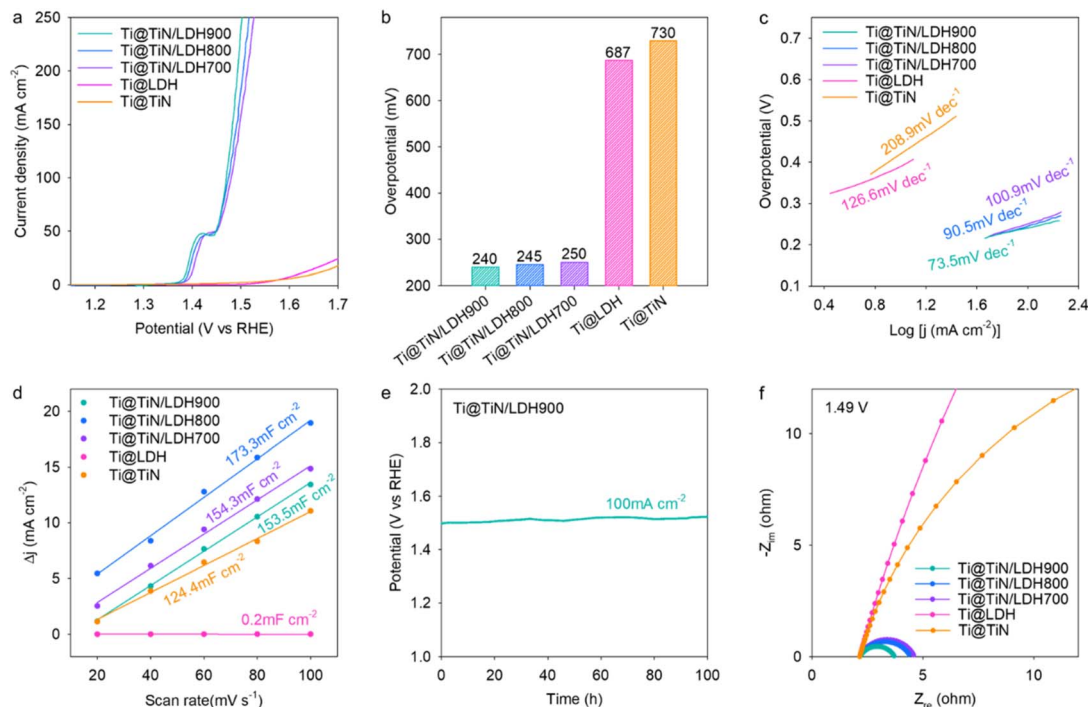 a
Current density (mA cm⁻²)
250
200
150
100
50
0
Ti@TiN/LDH900
Ti@TiN/LDH800
Ti@TiN/LDH700
Ti@LDH
Ti@TiN
1.2 1.3 1.4 1.5 1.6 1.7
Potential (V vs RHE)
b
Overpotential (mV)
700
600
500
400
300
200
240
245
250
687
730
Ti@TiN/LDH900
Ti@TiN/LDH800
Ti@TiN/LDH700
Ti@LDH
Ti@TiN
c
Overpotential (V)
0.7
0.6
0.5
0.4
0.3
0.2
0.1
Ti@TiN/LDH900
Ti@TiN/LDH800
Ti@TiN/LDH700
Ti@LDH
Ti@TiN
208.9mV dec⁻¹
126.6mV dec⁻¹
100.9mV dec⁻¹
90.5mV dec⁻¹
73.5mV dec⁻¹
0.4 0.8 1.2 1.6 2.0 2.4
Log [j (mA cm⁻²)]
d
Δj (mA cm⁻²)
20
15
10
5
0
Ti@TiN/LDH900
Ti@TiN/LDH800
Ti@TiN/LDH700
Ti@LDH
Ti@TiN
173.3mF cm⁻²
154.3mF cm⁻²
153.5mF cm⁻²
124.4mF cm⁻²
0.2mF cm⁻²
20 40 60 80 100
Scan rate(mV s⁻¹)
e
Potential (V vs RHE)
2.0
1.8
1.6
1.4
1.2
1.0
Ti@TiN/LDH900
100mA cm⁻²
0 20 40 60 80 100
Time (h)
f
-Zim (ohm)
10
5
0
1.49 V
Ti@TiN/LDH900
Ti@TiN/LDH800
Ti@TiN/LDH700
Ti@LDH
Ti@TiN
0 5 10
Zre (ohm)